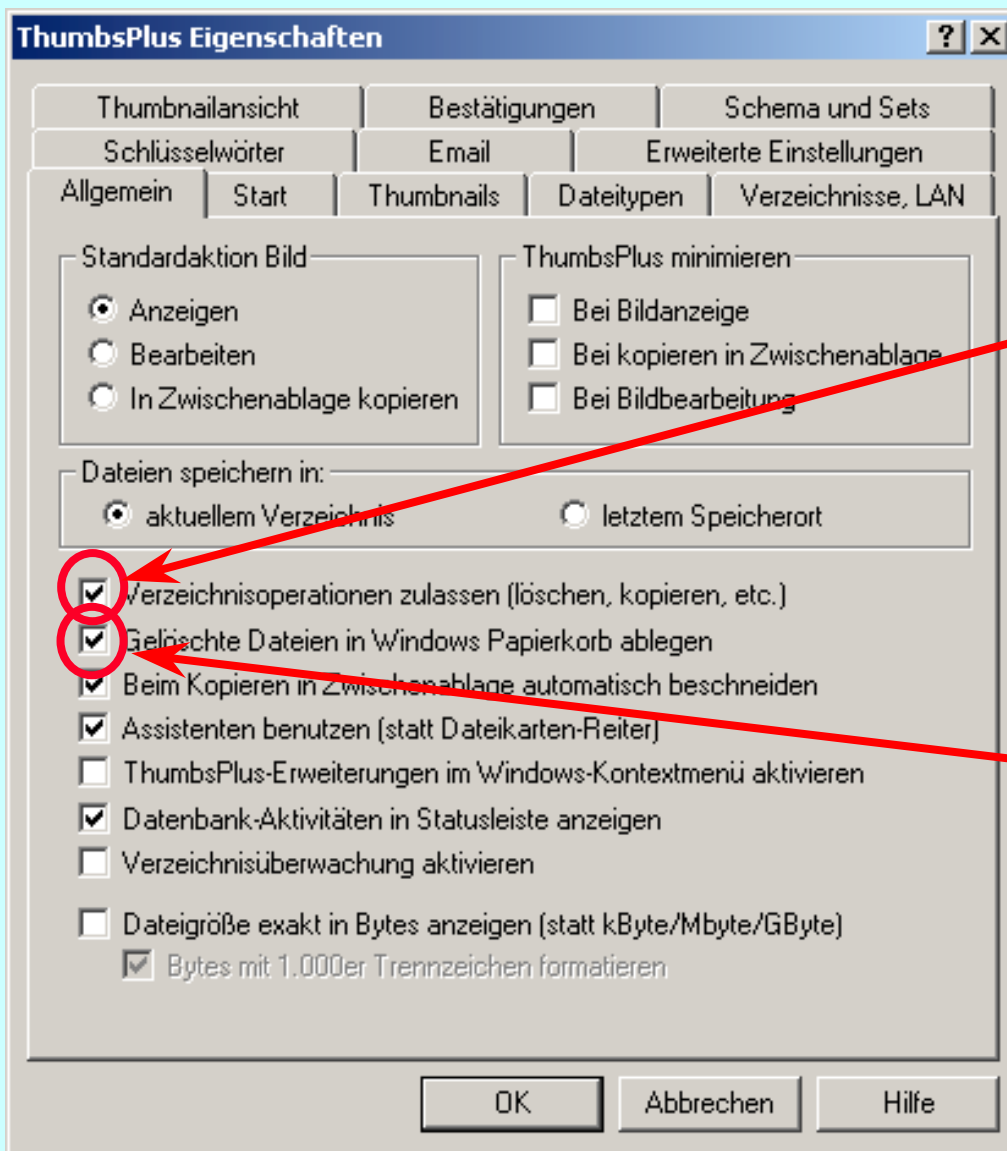 ThumbsPlus Eigenschaften
Thumbnailansicht Bestätigungen Schema und Sets
Schlüsselwörter Email Erweiterte Einstellungen
Allgemein Start Thumbnails Dateitypen Verzeichnisse, LAN
Standardaktion Bild
Anzeigen
Bearbeiten
In Zwischenablage kopieren
ThumbsPlus minimieren
Bei Bildanzeige
Bei kopieren in Zwischenablage
Bei Bildbearbeitung
Dateien speichern in:
aktuellem Verzeichnis letztem Speicherort
Verzeichnisoperationen zulassen (löschen, kopieren, etc.)
Gelöschte Dateien in Windows Papierkorb ablegen
Beim Kopieren in Zwischenablage automatisch beschneiden
Assistenten benutzen (statt Dateikarten-Reiter)
ThumbsPlus-Erweiterungen im Windows-Kontextmenü aktivieren
Datenbank-Aktivitäten in Statusleiste anzeigen
Verzeichnisüberwachung aktivieren
Dateigröße exakt in Bytes anzeigen (statt kByte/Mbyte/GByte)
Bytes mit 1.000er Trennzeichen formatieren
OK Abbrechen Hilfe